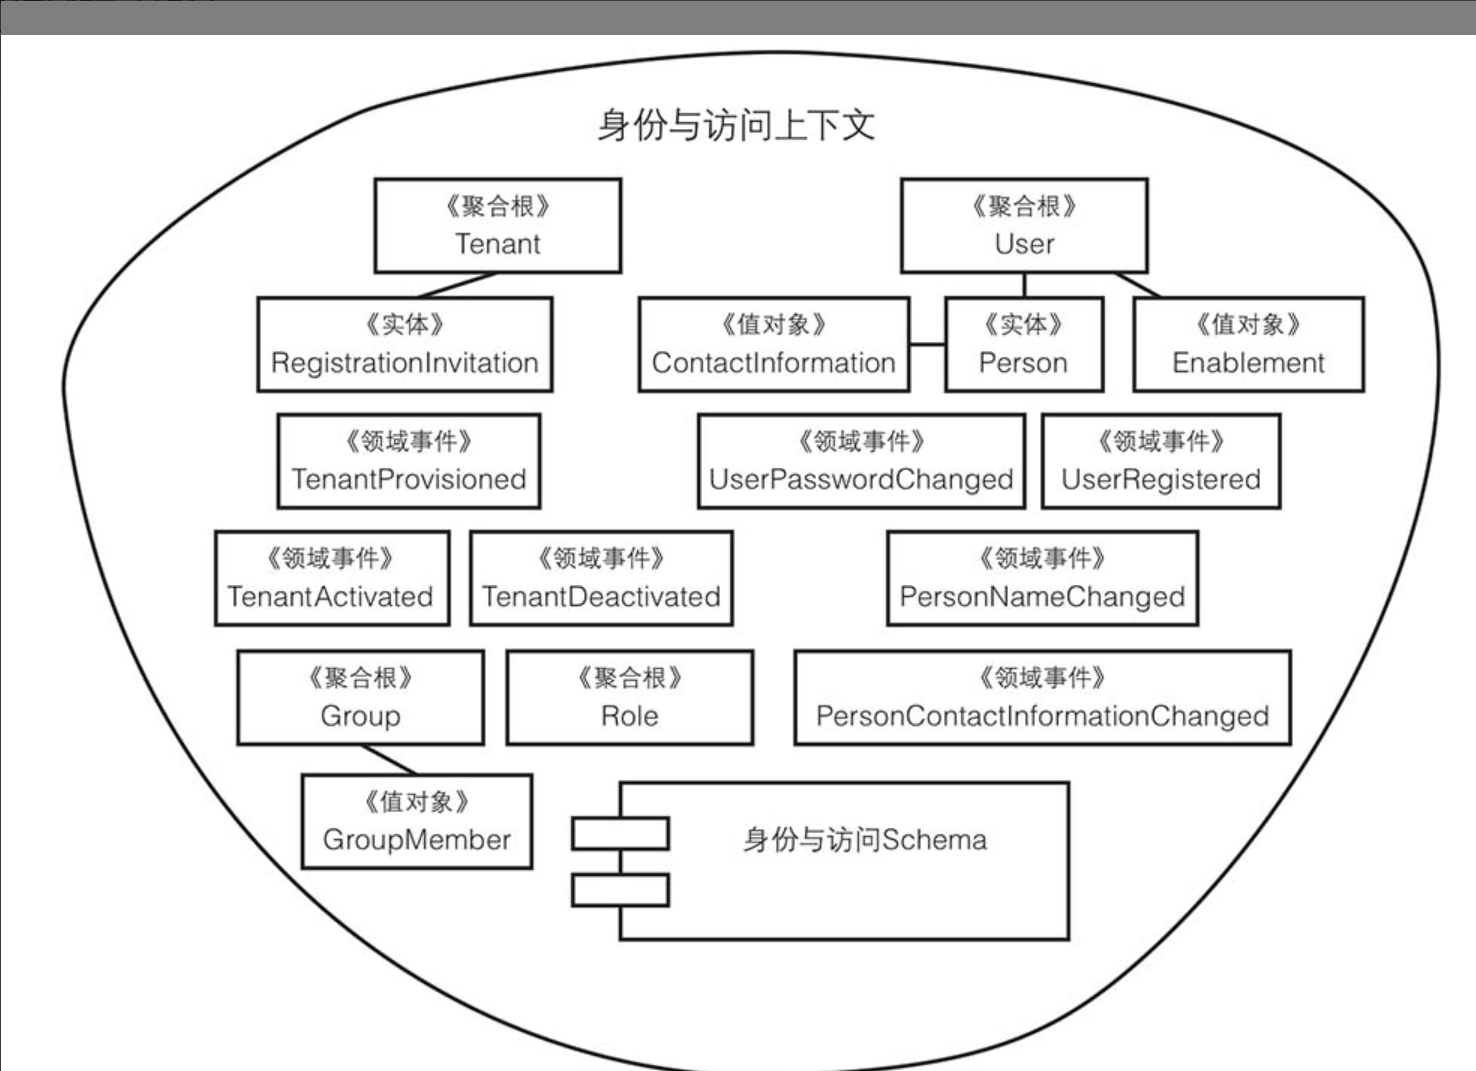 身份与访问上下文
《聚合根》
Tenant
《聚合根》
User
《实体》
RegistrationInvitation
《值对象》
ContactInformation
《实体》
Person
《值对象》
Enablement
《领域事件》
TenantProvisioned
《领域事件》
UserPasswordChanged
《领域事件》
UserRegistered
《领域事件》
TenantActivated
《领域事件》
TenantDeactivated
《领域事件》
PersonNameChanged
《聚合根》
Group
《聚合根》
Role
《领域事件》
PersonContactInformationChanged
《值对象》
GroupMember
身份与访问Schema